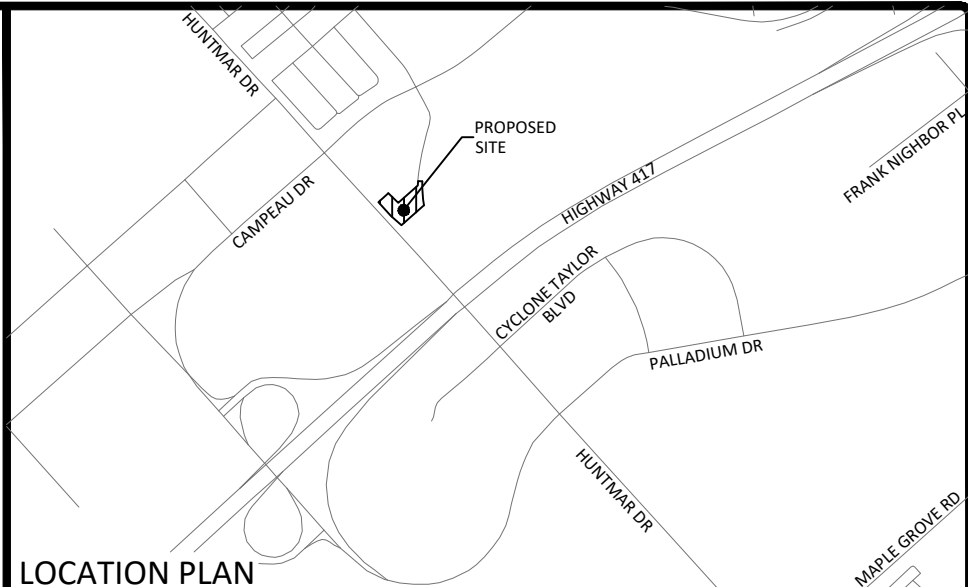 HUNTMAR DR
PROPOSED
SITE
HIGHWAY 417
FRANK NIGHBOR PL
CAMPEAU DR
CYCLONE TAYLOR
BLVD
PALLADIUM DR
HUNTMAR DR
MAPLE GROVE RD
LOCATION PLAN